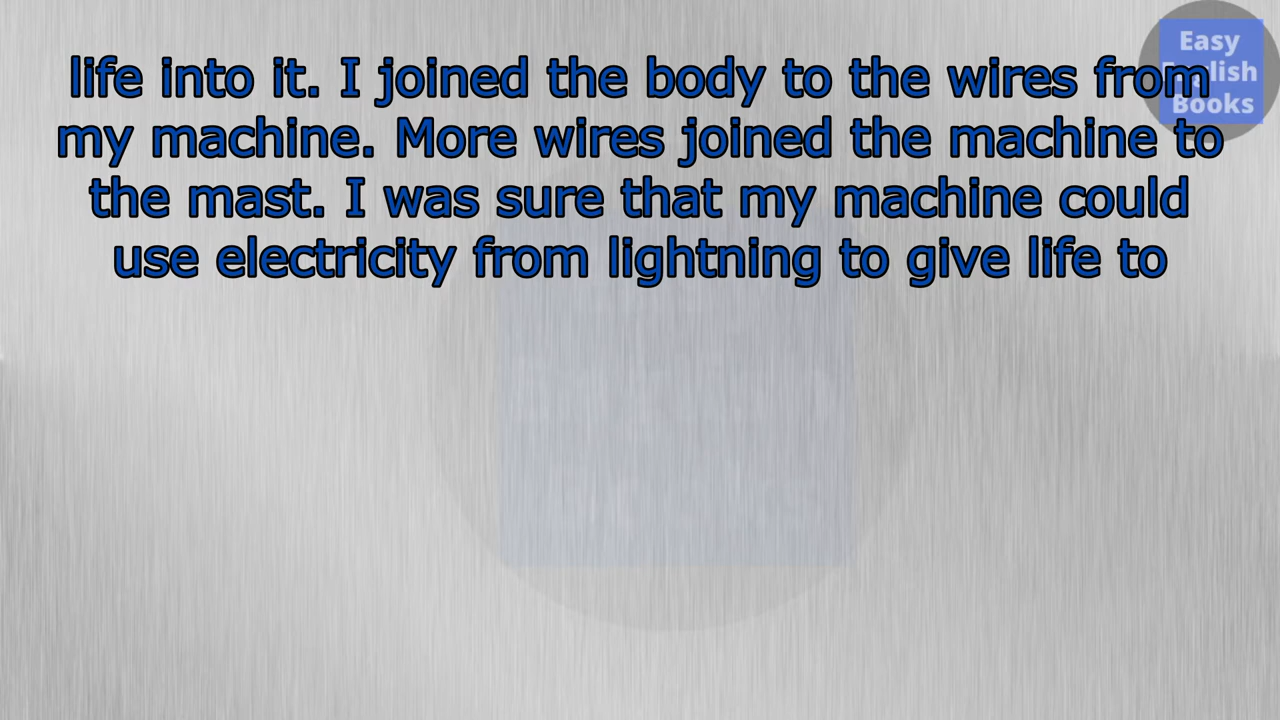 Easy
English
Books
life into it. I joined the body to the wires from
my machine. More wires joined the machine to
the mast. I was sure that my machine could
use electricity from lightning to give life to